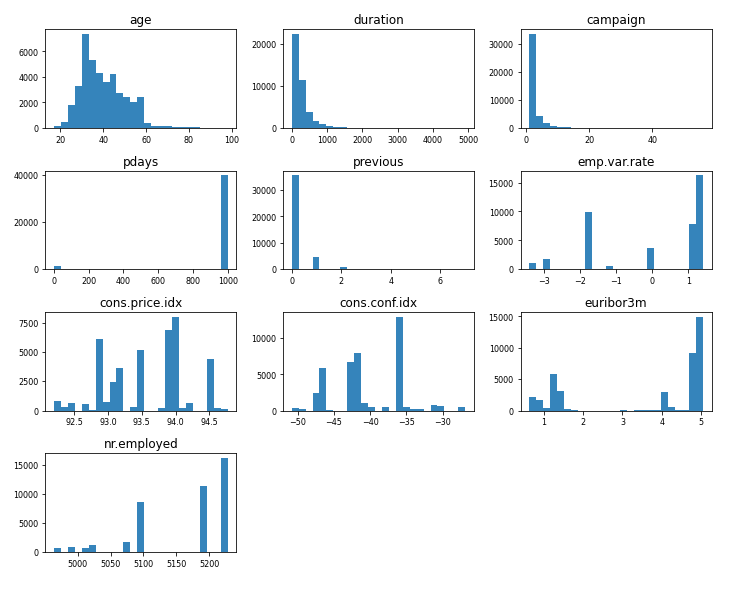 age
duration
campaign
6000
4000
2000
0
20 40 60 80 100
20000
10000
0
0 1000 2000 3000 4000 5000
30000
20000
10000
0
0 20 40
pdays
previous
emp.var.rate
40000
20000
0
0 200 400 600 800 1000
30000
20000
10000
0
0 2 4 6
15000
10000
5000
0
−3 −2 −1 0 1
cons.price.idx
cons.conf.idx
euribor3m
7500
5000
2500
0
92.5 93.0 93.5 94.0 94.5
10000
5000
0
−50 −45 −40 −35 −30
15000
10000
5000
0
1 2 3 4 5
nr.employed
15000
10000
5000
0
5000 5050 5100 5150 5200